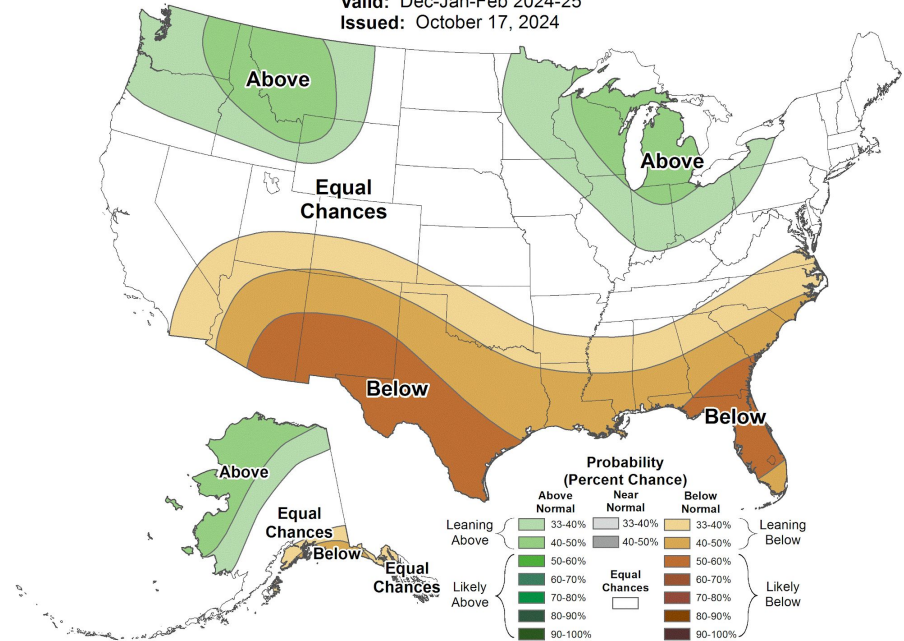 Valid: Dec-Jan-Feb 2024-25
Issued: October 17, 2024
Above
Above
Equal
Chances
Below
Below
Above
Equal
Chances
Below
Equal
Chances
Probability
(Percent Chance)
Above
Normal
Near
Normal
Below
Normal
Leaning
Above
33-40%
40-50%
50-60%
60-70%
70-80%
80-90%
90-100%
Likely
Above
33-40%
40-50%
Equal
Chances
33-40%
40-50%
50-60%
60-70%
70-80%
80-90%
90-100%
Leaning
Below
Likely
Below